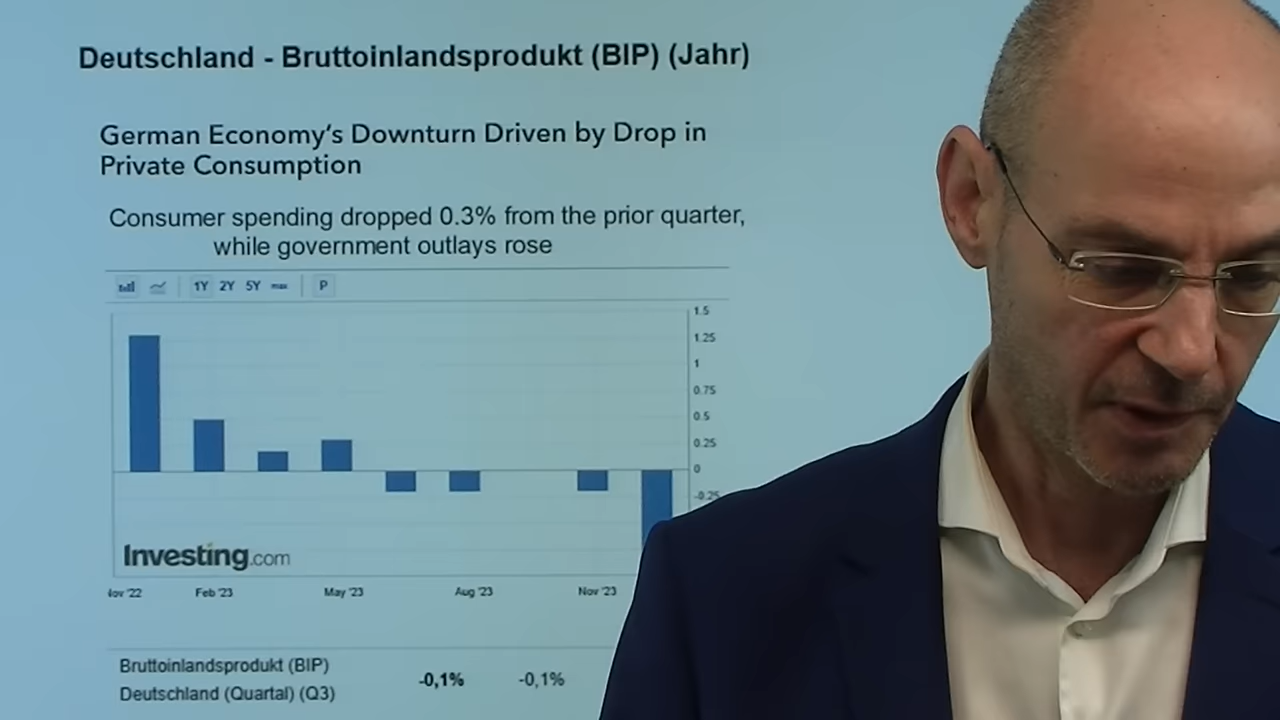 Deutschland - Bruttoinlandsprodukt (BIP) (Jahr)
German Economy's Downturn Driven by Drop in
Private Consumption
Consumer spending dropped 0.3% from the prior quarter,
while government outlays rose
1Y 2Y 5Y max P
1.5
1.25
1
0.75
0.5
0.25
0
-0.25
Investing.com
Nov '22 Feb '23 May '23 Aug '23 Nov '23
Bruttoinlandsprodukt (BIP)
Deutschland (Quartal) (Q3)
-0,1% -0,1%